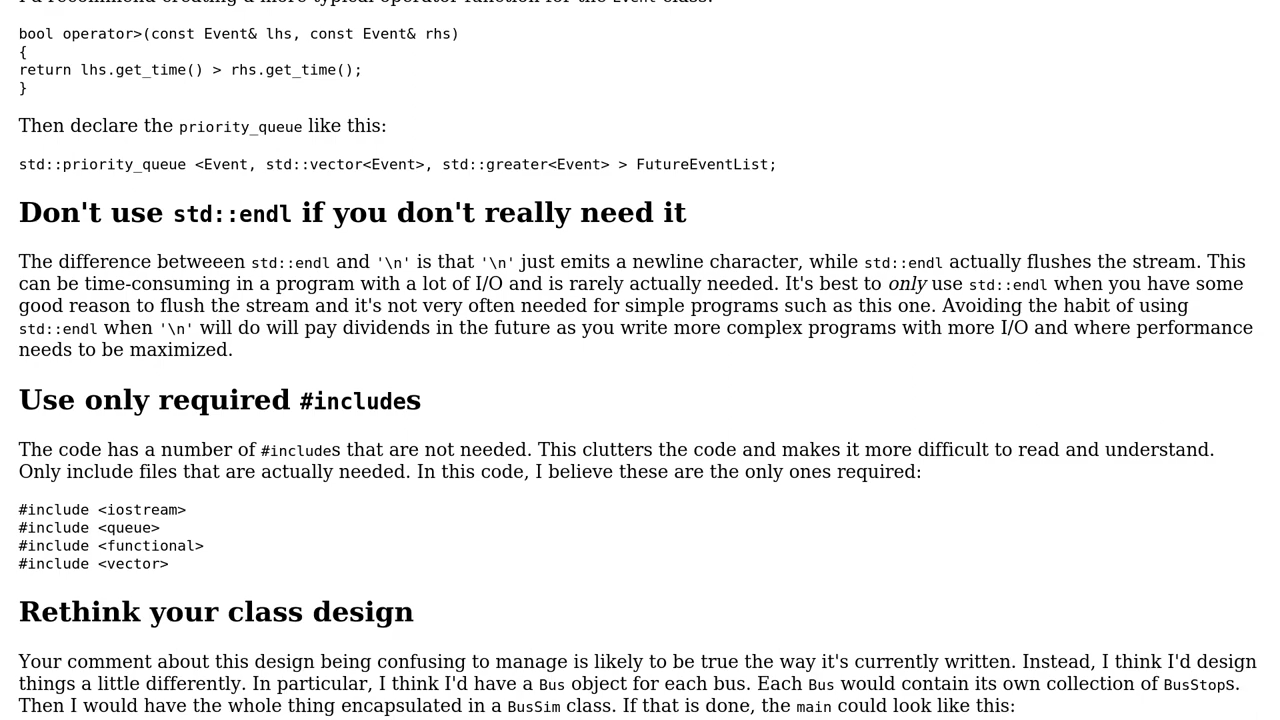 I'd recommend creating a more typical operator function for the Event class:
bool operator>(const Event& lhs, const Event& rhs)
{
return lhs.get_time() > rhs.get_time();
}
Then declare the priority_queue like this:
std::priority_queue <Event, std::vector<Event>, std::greater<Event> > FutureEventList;
Don't use std::endl if you don't really need it
The difference betweeen std::endl and '\n' is that '\n' just emits a newline character, while std::endl actually flushes the stream. This
can be time-consuming in a program with a lot of I/O and is rarely actually needed. It's best to only use std::endl when you have some
good reason to flush the stream and it's not very often needed for simple programs such as this one. Avoiding the habit of using
std::endl when '\n' will do will pay dividends in the future as you write more complex programs with more I/O and where performance
needs to be maximized.
Use only required #includes
The code has a number of #includes that are not needed. This clutters the code and makes it more difficult to read and understand.
Only include files that are actually needed. In this code, I believe these are the only ones required:
#include <iostream>
#include <queue>
#include <functional>
#include <vector>
Rethink your class design
Your comment about this design being confusing to manage is likely to be true the way it's currently written. Instead, I think I'd design
things a little differently. In particular, I think I'd have a Bus object for each bus. Each Bus would contain its own collection of BusStops.
Then I would have the whole thing encapsulated in a BusSim class. If that is done, the main could look like this: